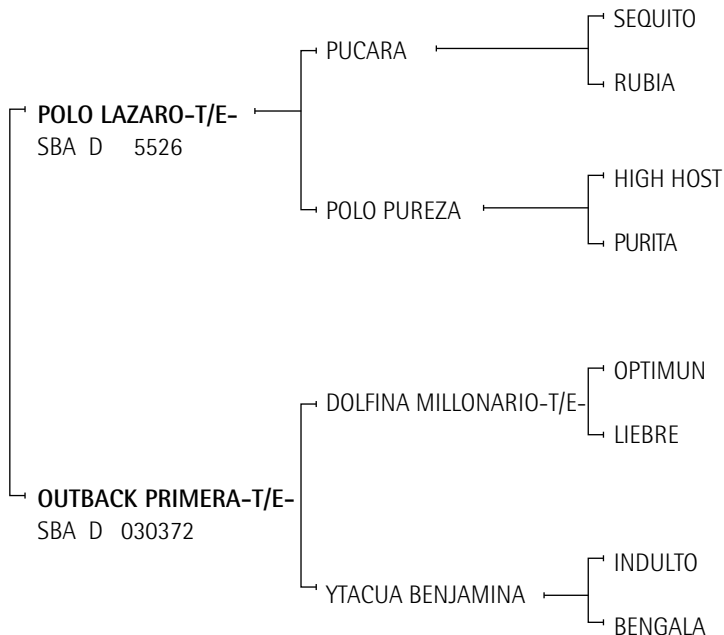 SEQUITO
PUCARA
RUBIA
POLO LAZARO-T/E-
SBA D 5526
HIGH HOST
POLO PUREZA
PURITA
OPTIMUN
DOLFINA MILLONARIO-T/E-
LIEBRE
OUTBACK PRIMERA-T/E-
SBA D 030372
INDULTO
YTACUA BENJAMINA
BENGALA